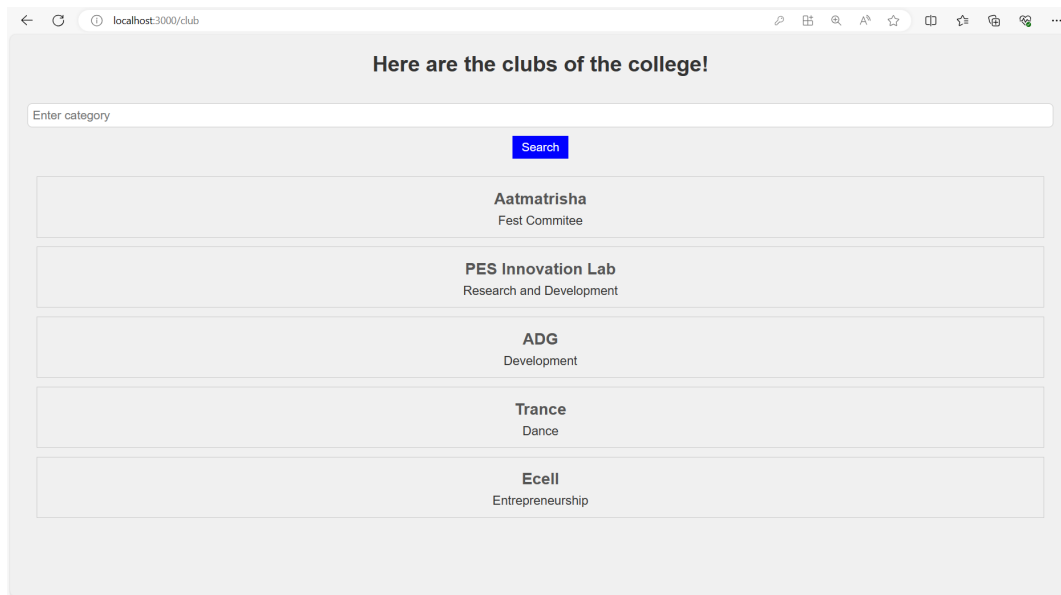 localhost:3000/club
Here are the clubs of the college!
Enter category
Search
Aatmatrisha
Fest Commitee
PES Innovation Lab
Research and Development
ADG
Development
Trance
Dance
Ecell
Entrepreneurship